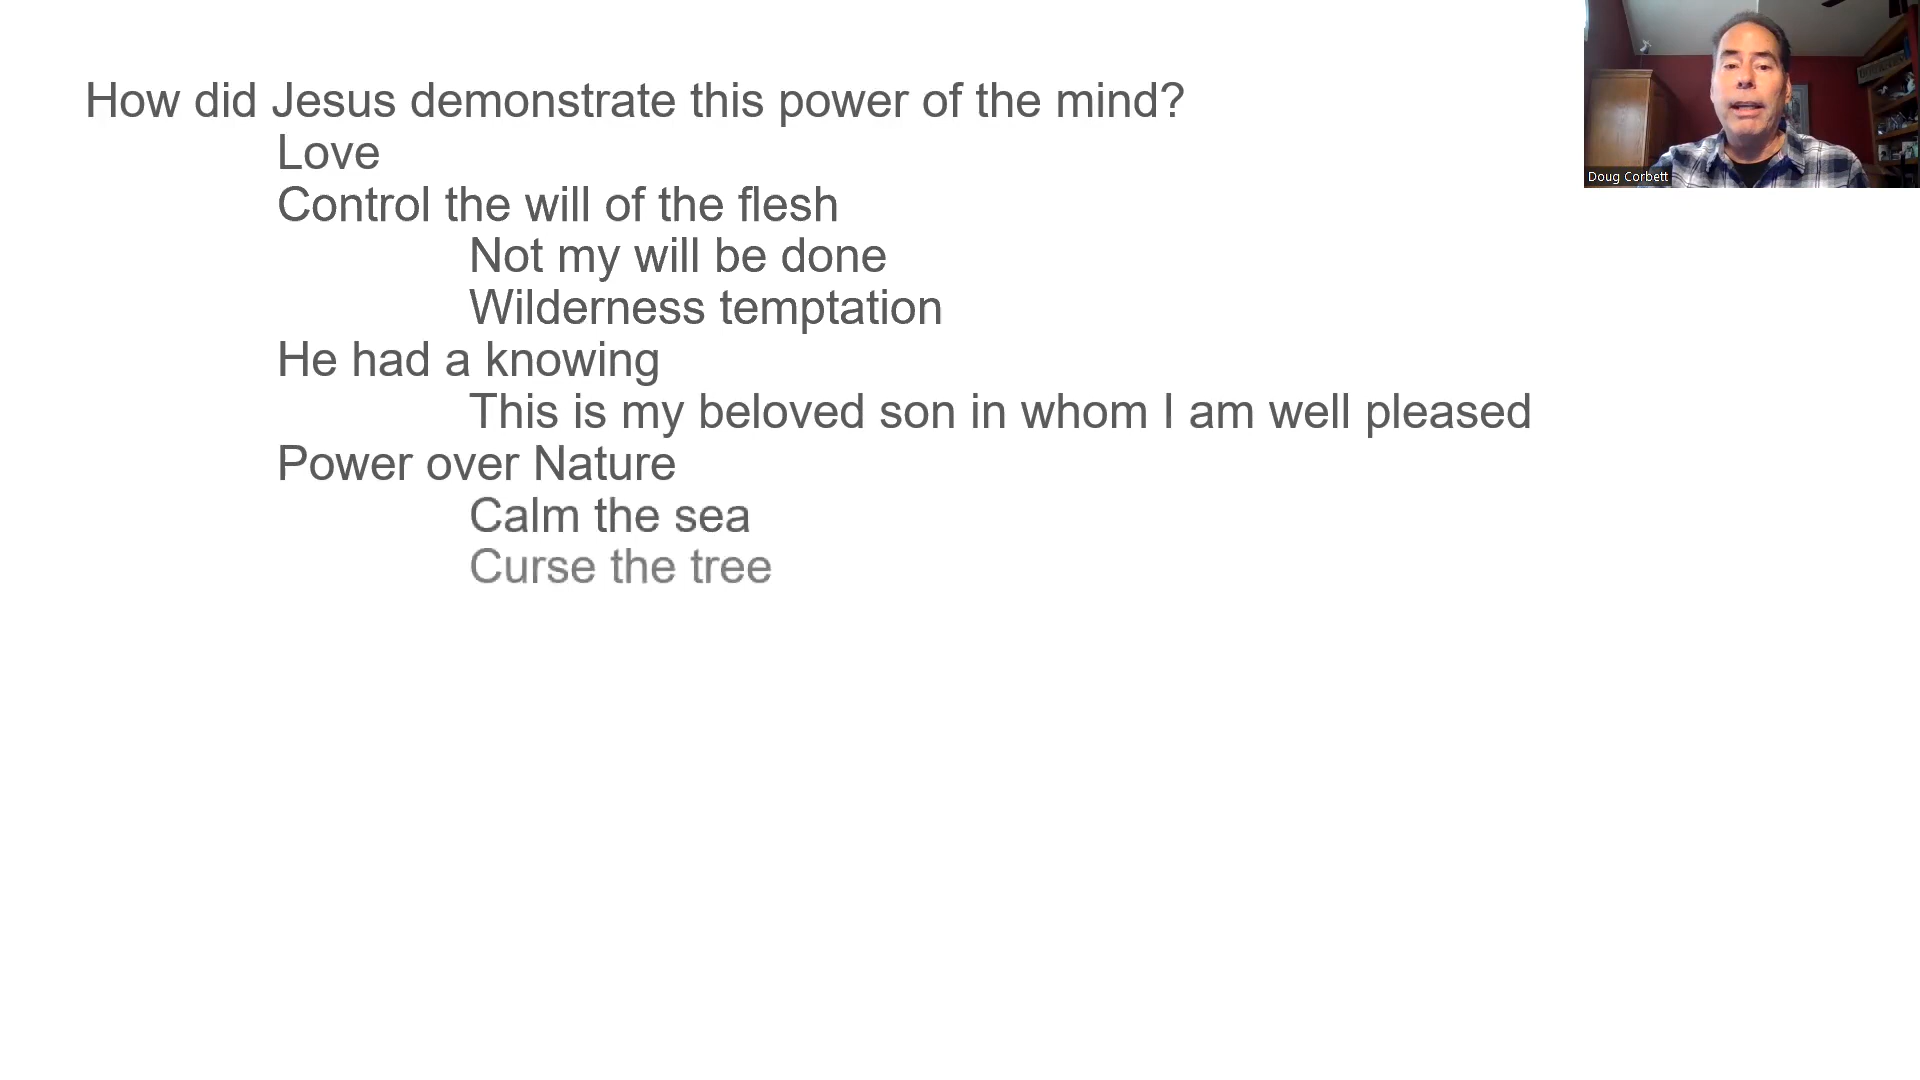 How did Jesus demonstrate this power of the mind?
Love
Control the will of the flesh
Not my will be done
Wilderness temptation
He had a knowing
This is my beloved son in whom I am well pleased
Power over Nature
Calm the sea
Curse the tree
Doug Corbett